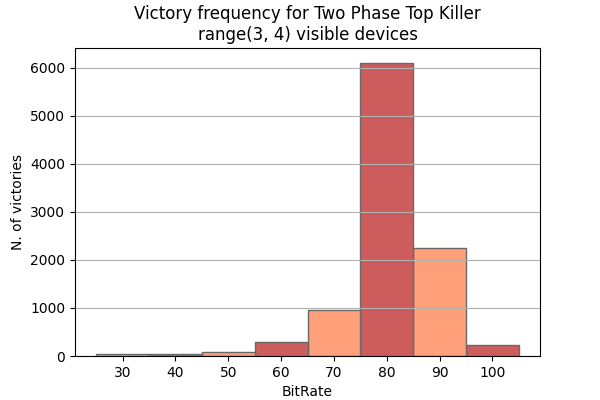 Victory frequency for Two Phase Top Killer
range(3, 4) visible devices
N. of victories
6000
5000
4000
3000
2000
1000
0
30 40 50 60 70 80 90 100
BitRate